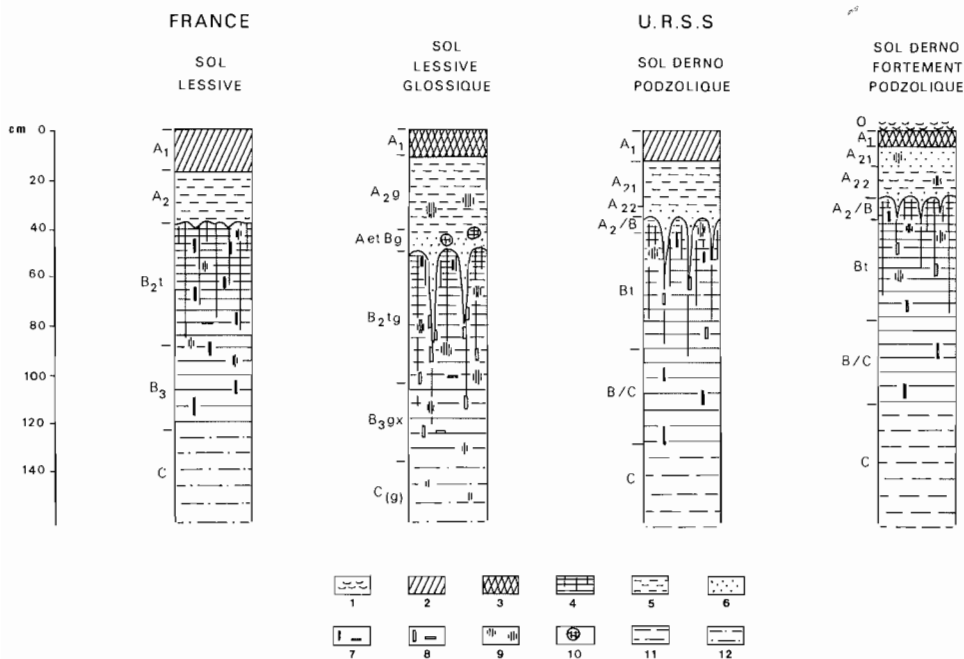 FRANCE
U.R.S.S
SOL
LESSIVE
SOL
LESSIVE
GLOSSIQUE
SOL DERNO
PODZOLIQUE
SOL DERNO
FORTEMENT
PODZOLIQUE
cm 0
20
40
60
80
100
120
140
A1
A2
B2t
B3
C
A1
A2g
A et Bg
B2tg
B3gx
C(g)
A1
A21
A22
A2/B
Bt
B/C
C
O
A1
A21
A22
A2/B
Bt
B/C
C
1 2 3 4 5 6
7 8 9 10 11 12